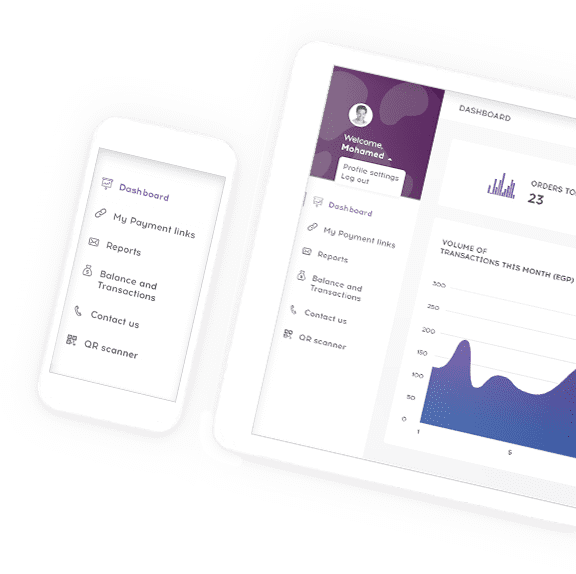 Dashboard
My Payment links
Reports
Balance and
Transactions
Contact us
QR scanner
Welcome,
Mohamed
Profile settings
Log out
Dashboard
My Payment links
Reports
Balance and
Transactions
Contact us
QR scanner
DASHBOARD
ORDERS TO
23
VOLUME OF
TRANSACTIONS THIS MONTH (EGP)
300
250
200
150
100
50
0
1
5